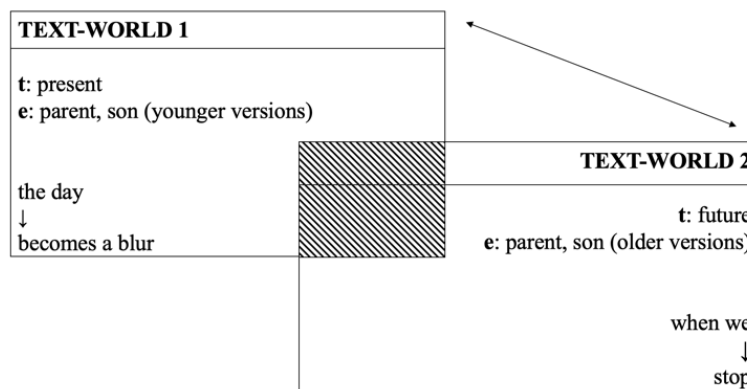 TEXT-WORLD 1
t: present
e: parent, son (younger versions)
the day
↓
becomes a blur
TEXT-WORLD 2
t: future
e: parent, son (older versions)
when we
↓
stop